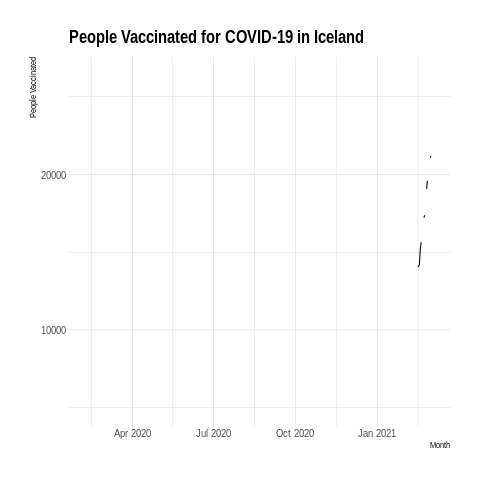 People Vaccinated for COVID-19 in Iceland
People Vaccinated
20000
10000
Apr 2020 Jul 2020 Oct 2020 Jan 2021
Month